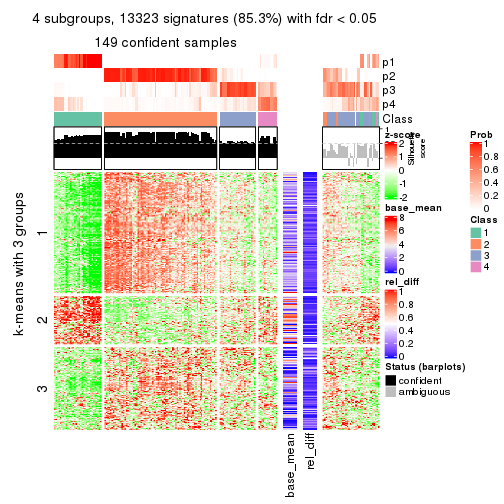 4 subgroups, 13323 signatures (85.3%) with fdr < 0.05
149 confident samples
p1
p2
p3
p4
Class
1
Silhouette
score
z-score
2
1
0
-1
-2
Prob
1
0.8
0.6
0.4
0.2
0
base_mean
8
6
4
2
0
Class
1
2
3
4
rel_diff
1
0.8
0.6
0.4
0.2
0
Status (barplots)
confident
ambiguous
k-means with 3 groups
1
2
3
base_mean
rel_diff